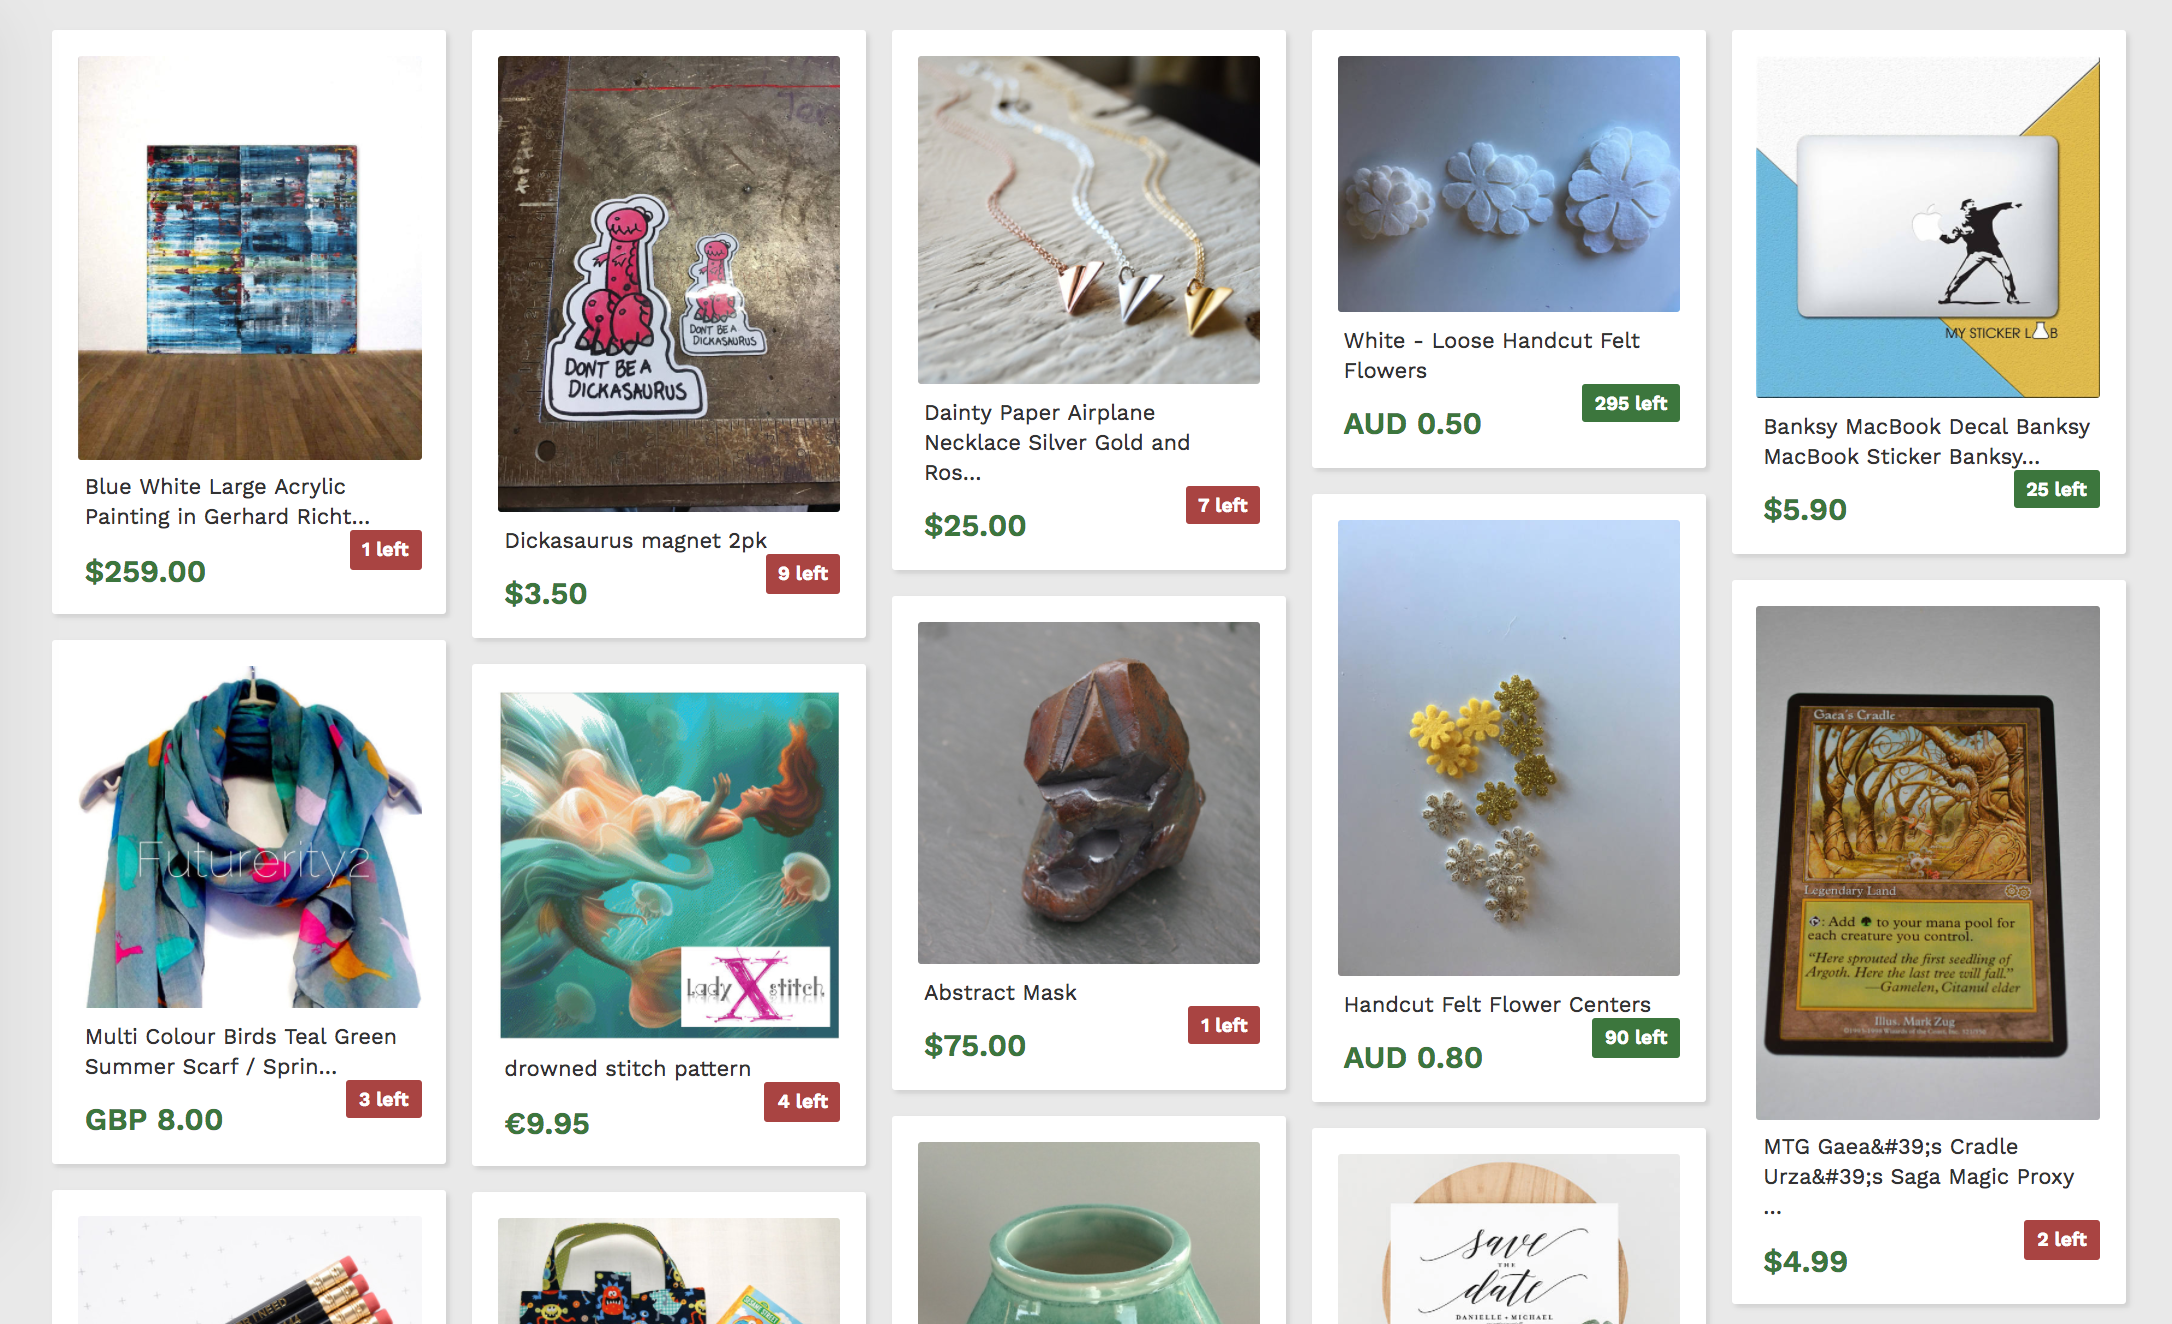 Blue White Large Acrylic
Painting in Gerhard Richt...
1 left
$259.00
Futurerity2
Multi Colour Birds Teal Green
Summer Scarf / Sprin...
3 left
GBP 8.00
DONT BE A
DICKASAURUS
DONT BE A
DICKASAURUS
Dickasaurus magnet 2pk
9 left
$3.50
Lady X stitch
drowned stitch pattern
4 left
€9.95
Dainty Paper Airplane
Necklace Silver Gold and
Ros...
7 left
$25.00
Abstract Mask
1 left
$75.00
White - Loose Handcut Felt
Flowers
295 left
AUD 0.50
Handcut Felt Flower Centers
90 left
AUD 0.80
save
THE
date
DANIELLE + MICHAEL
MY STICKER LAB
Banksy MacBook Decal Banksy
MacBook Sticker Banksy...
25 left
$5.90
Gaea's Cradle
Legendary Land
: Add to your mana pool for
each creature you control.
"Here sprouted the first seedling of
Argoth. Here the last tree will fall."
—Gamelen, Citanul elder
Illus. Mark Zug
MTG Gaea&#39;s Cradle
Urza&#39;s Saga Magic Proxy
...
2 left
$4.99